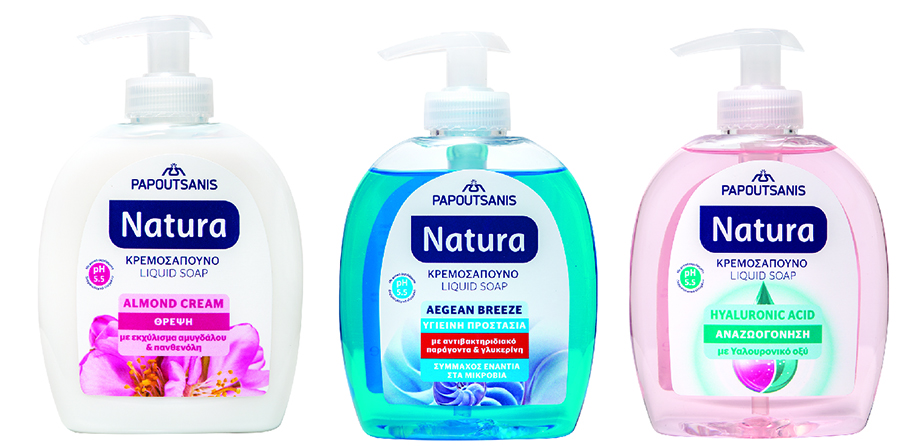 PAPOUTSANIS
Natura
ΚΡΕΜΟΣΑΠΟΥΝΟ
LIQUID SOAP
pH
5.5
ALMOND CREAM
ΘΡΕΨΗ
με εκχύλισμα αμυγδάλου
& πανθενόλη
PAPOUTSANIS
Natura
ΚΡΕΜΟΣΑΠΟΥΝΟ
LIQUID SOAP
pH
5.5
AEGEAN BREEZE
ΥΓΙΕΙΝΗ ΠΡΟΣΤΑΣΙΑ
με αντιβακτηριδιακό
παράγοντα & γλυκερίνη
ΣΥΜΜΑΧΟΣ ΕΝΑΝΤΙΑ
ΣΤΑ ΜΙΚΡΟΒΙΑ
PAPOUTSANIS
Natura
ΚΡΕΜΟΣΑΠΟΥΝΟ
LIQUID SOAP
pH
5.5
HYALURONIC ACID
ΑΝΑΖΩΟΓΟΝΗΣΗ
με Υαλουρονικό οξύ